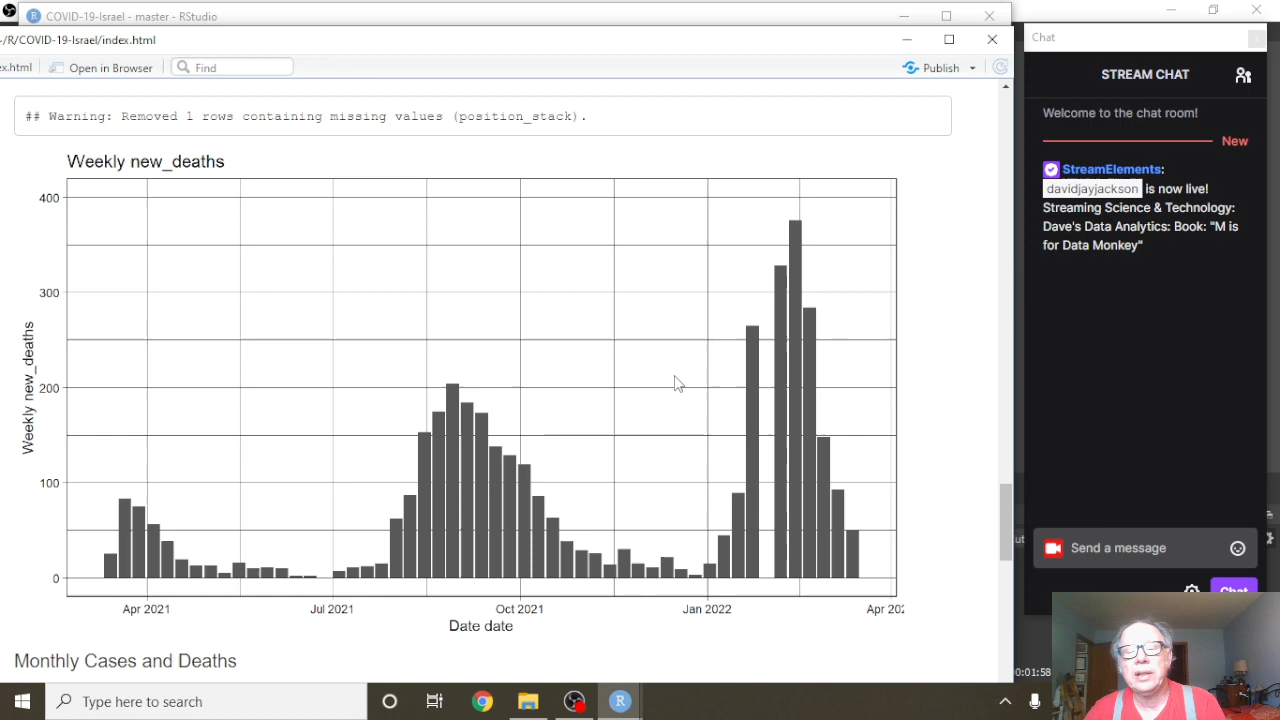 COVID-19-Israel - master - RStudio
~/R/COVID-19-Israel/index.html
ex.html
Open in Browser
Find
Publish
## Warning: Removed 1 rows containing missing values (position_stack).
Weekly new_deaths
400
300
200
100
0
Weekly new_deaths
Apr 2021
Jul 2021
Oct 2021
Jan 2022
Apr 202
Date date
Monthly Cases and Deaths
Chat
STREAM CHAT
Welcome to the chat room!
New
StreamElements:
davidjayjackson is now live!
Streaming Science & Technology:
Dave's Data Analytics: Book: "M is
for Data Monkey"
Send a message
Chat
0:01:58
Type here to search